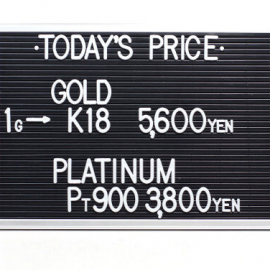 ·TODAY'S PRICE·
GOLD
1G→ K18 5,600YEN
PLATINUM
PT900 3,800YEN